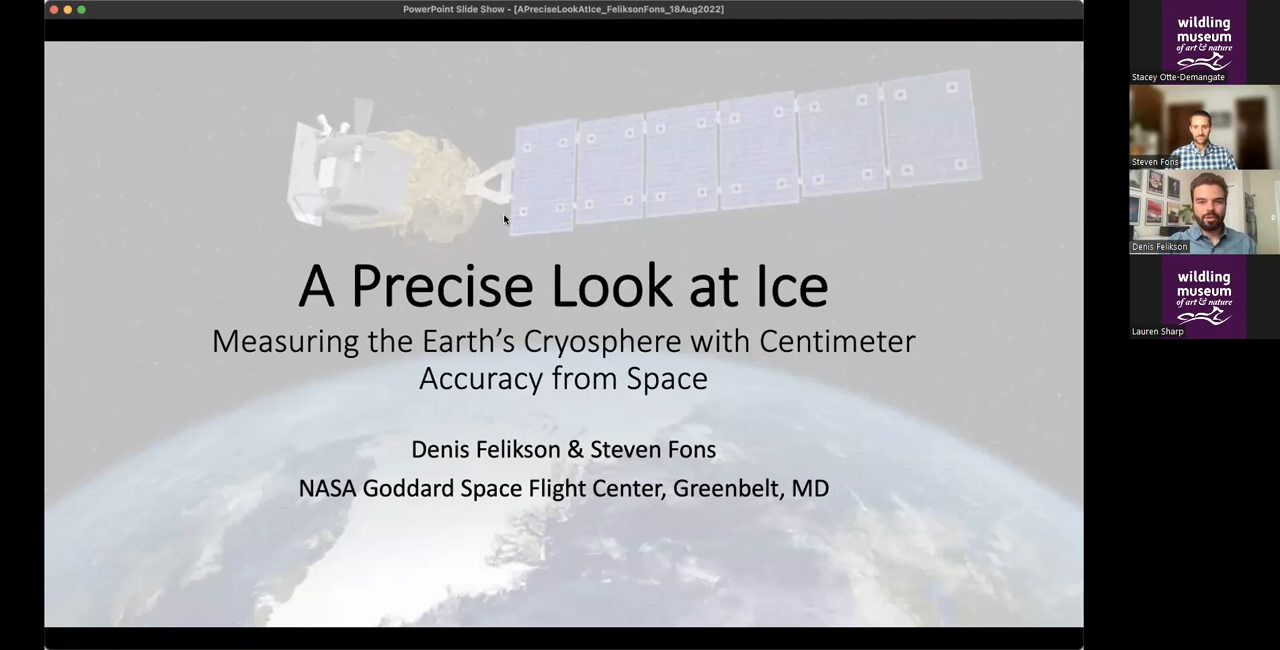 PowerPoint Slide Show - [APreciseLookAtIce_FeliksonFons_18Aug2022]
A Precise Look at Ice
Measuring the Earth's Cryosphere with Centimeter
Accuracy from Space
Denis Felikson & Steven Fons
NASA Goddard Space Flight Center, Greenbelt, MD
wildling
museum
of art & nature
Stacey Otte-Demangate
Steven Fons
Denis Felikson
wildling
museum
of art & nature
Lauren Sharp